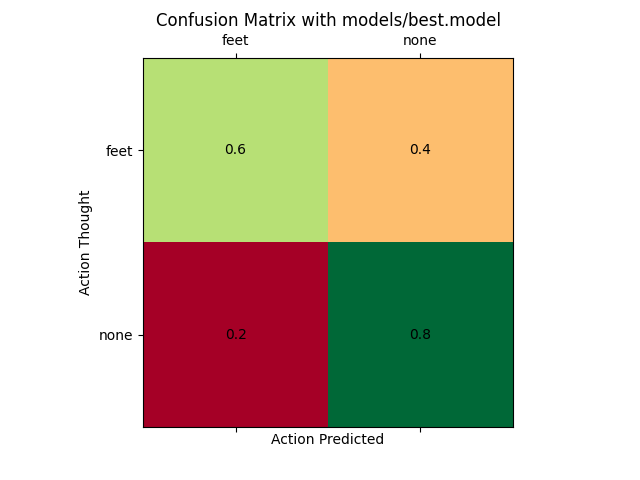 Confusion Matrix with models/best.model
feet none
feet 0.6 0.4
Action Thought
none 0.2 0.8
Action Predicted